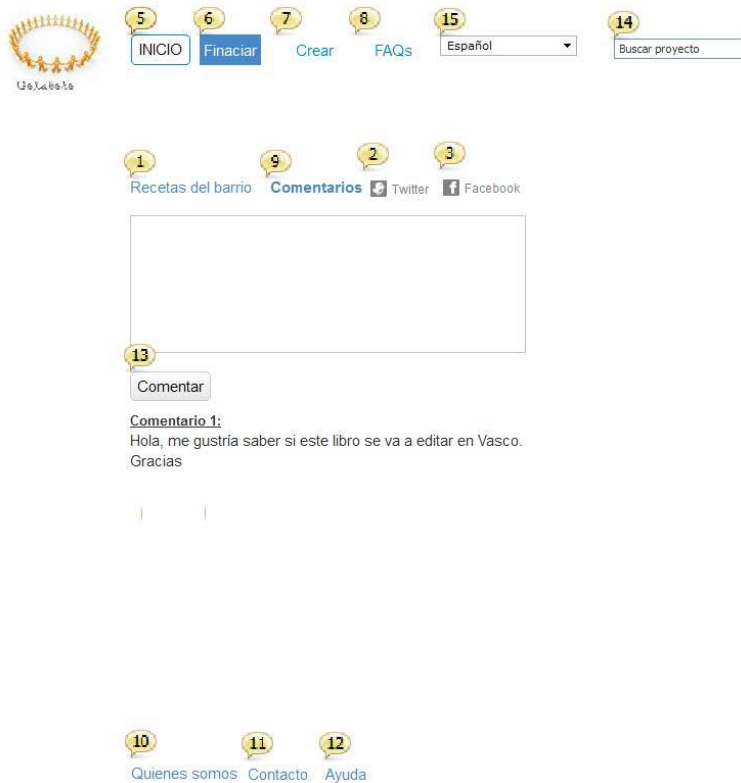 5 6 7 8 15 14
INICIO Finaciar Crear FAQs Español Buscar proyecto
1 9 2 3
Recetas del barrio Comentarios Twitter Facebook
13
Comentar
Comentario 1:
Hola, me gustría saber si este libro se va a editar en Vasco.
Gracias
10 11 12
Quienes somos Contacto Ayuda